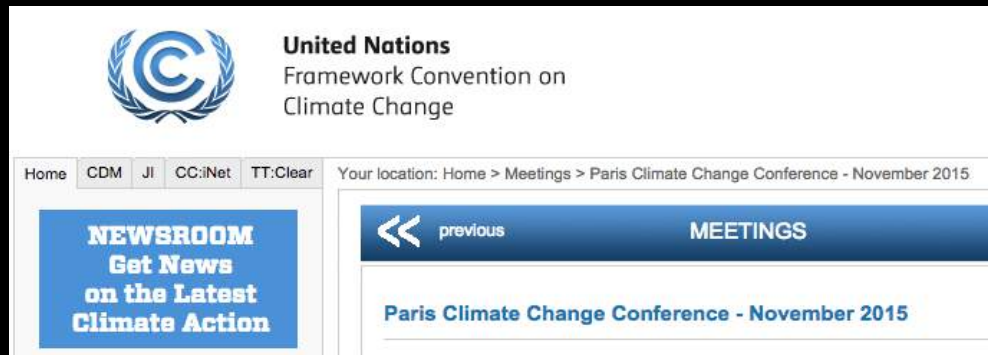 United Nations
Framework Convention on
Climate Change
Home CDM JI CC:iNet TT:Clear
Your location: Home > Meetings > Paris Climate Change Conference - November 2015
NEWSROOM
Get News
on the Latest
Climate Action
<< previous
MEETINGS
Paris Climate Change Conference - November 2015